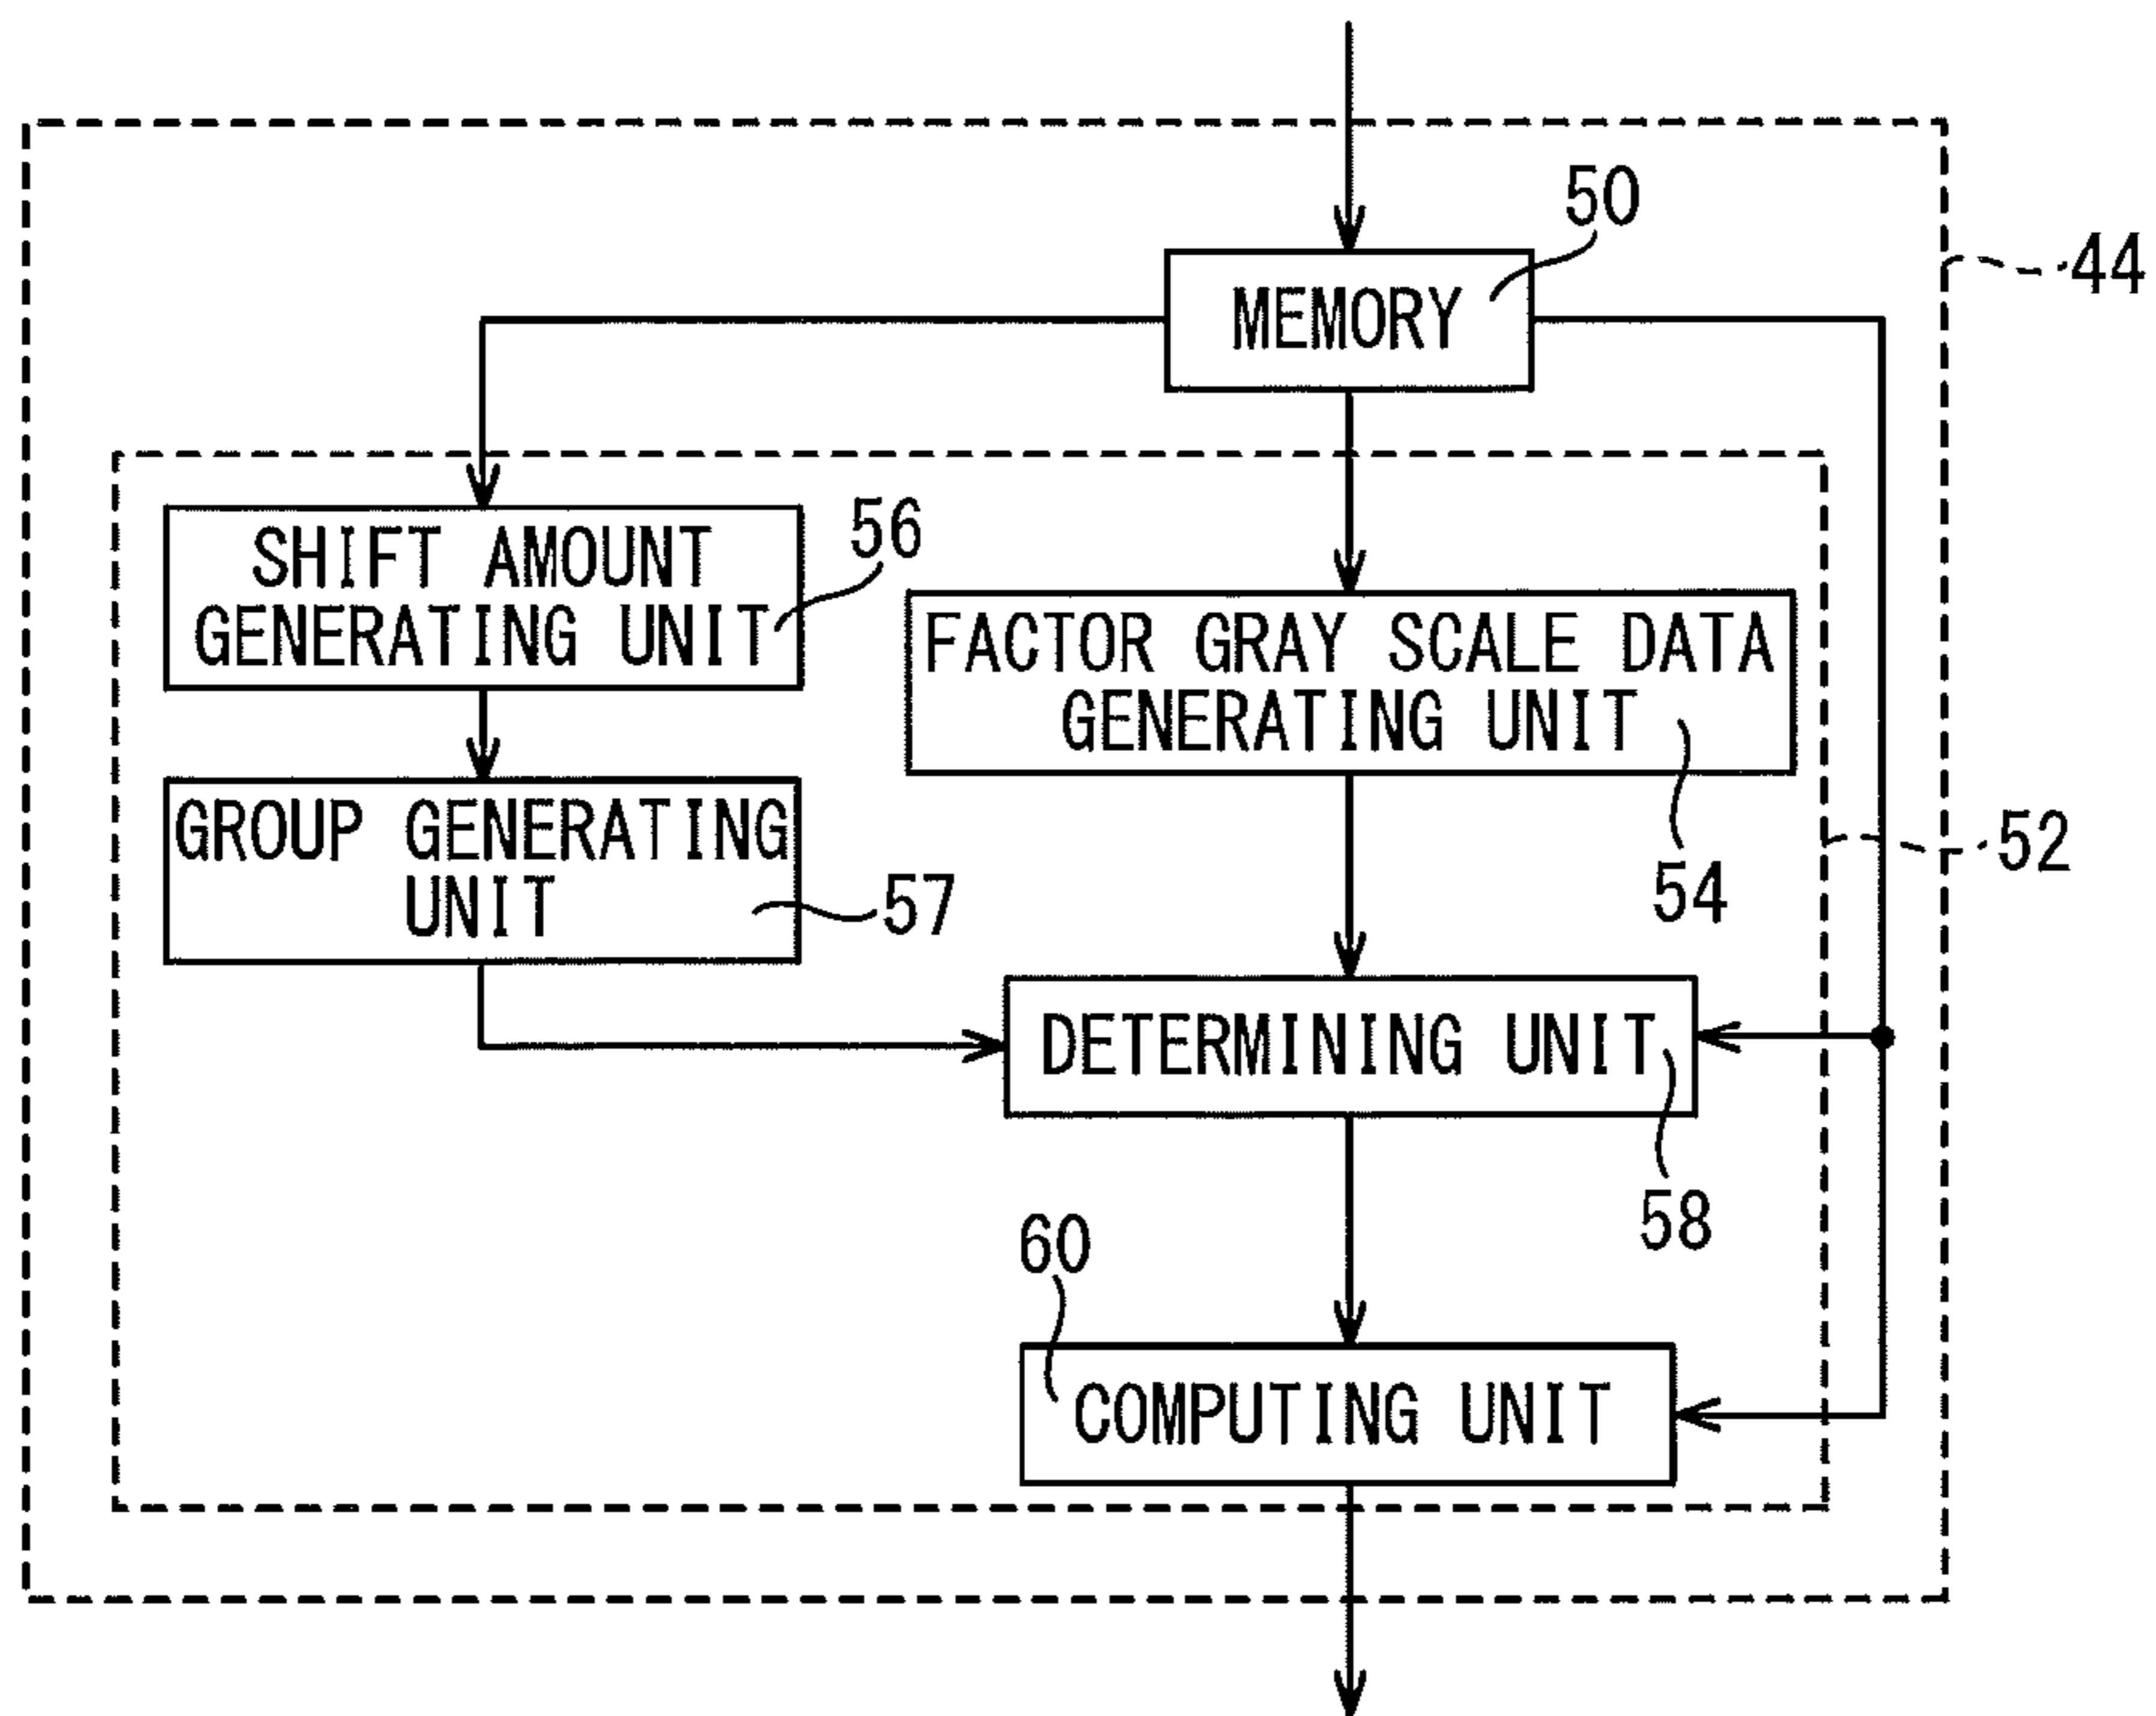 50
44
MEMORY
56
SHIFT AMOUNT
GENERATING UNIT
FACTOR GRAY SCALE DATA
GENERATING UNIT
54
52
GROUP GENERATING
UNIT
57
DETERMINING UNIT
58
60
COMPUTING UNIT